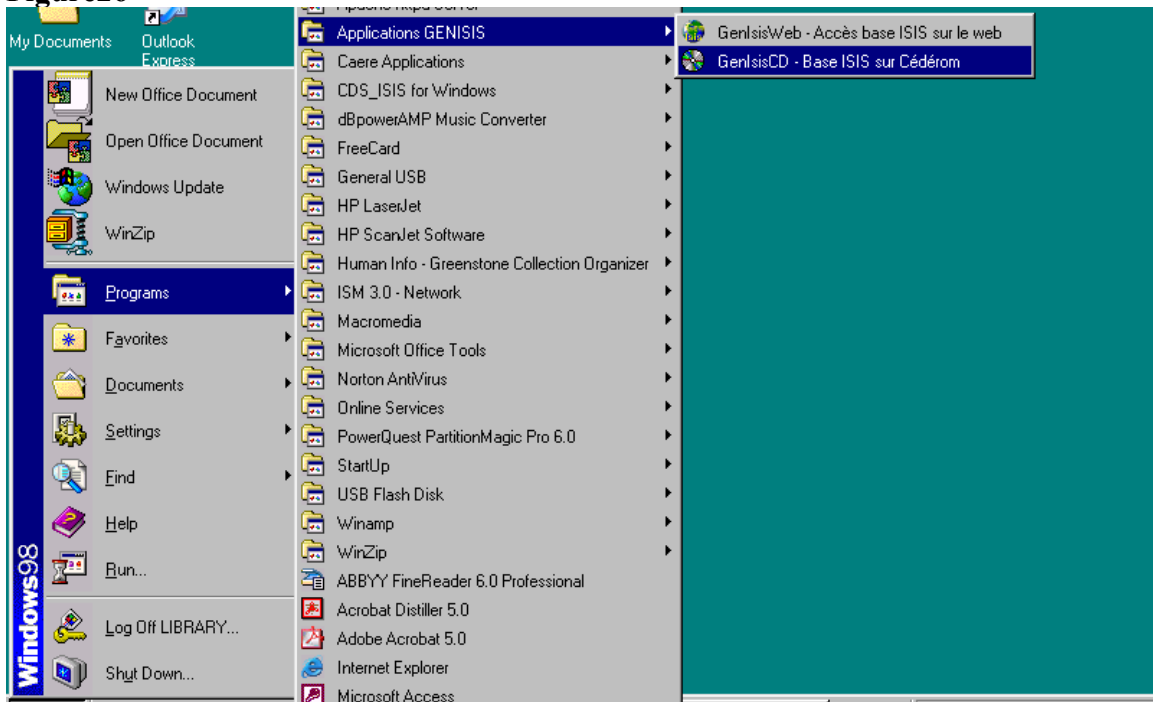 My Documents
Outlook
Express
New Office Document
Open Office Document
Windows Update
WinZip
Programs
Favorites
Documents
Settings
Find
Help
Run...
Log Off LIBRARY...
Shut Down...
Windows98
Applications GENISIS
Caere Applications
CDS_ISIS for Windows
dBpowerAMP Music Converter
FreeCard
General USB
HP LaserJet
HP ScanJet Software
Human Info - Greenstone Collection Organizer
ISM 3.0 - Network
Macromedia
Microsoft Office Tools
Norton AntiVirus
Online Services
PowerQuest PartitionMagic Pro 6.0
StartUp
USB Flash Disk
Winamp
WinZip
ABBYY FineReader 6.0 Professional
Acrobat Distiller 5.0
Adobe Acrobat 5.0
Internet Explorer
Microsoft Access
GenIsisWeb - Accès base ISIS sur le web
GenIsisCD - Base ISIS sur Cédérom